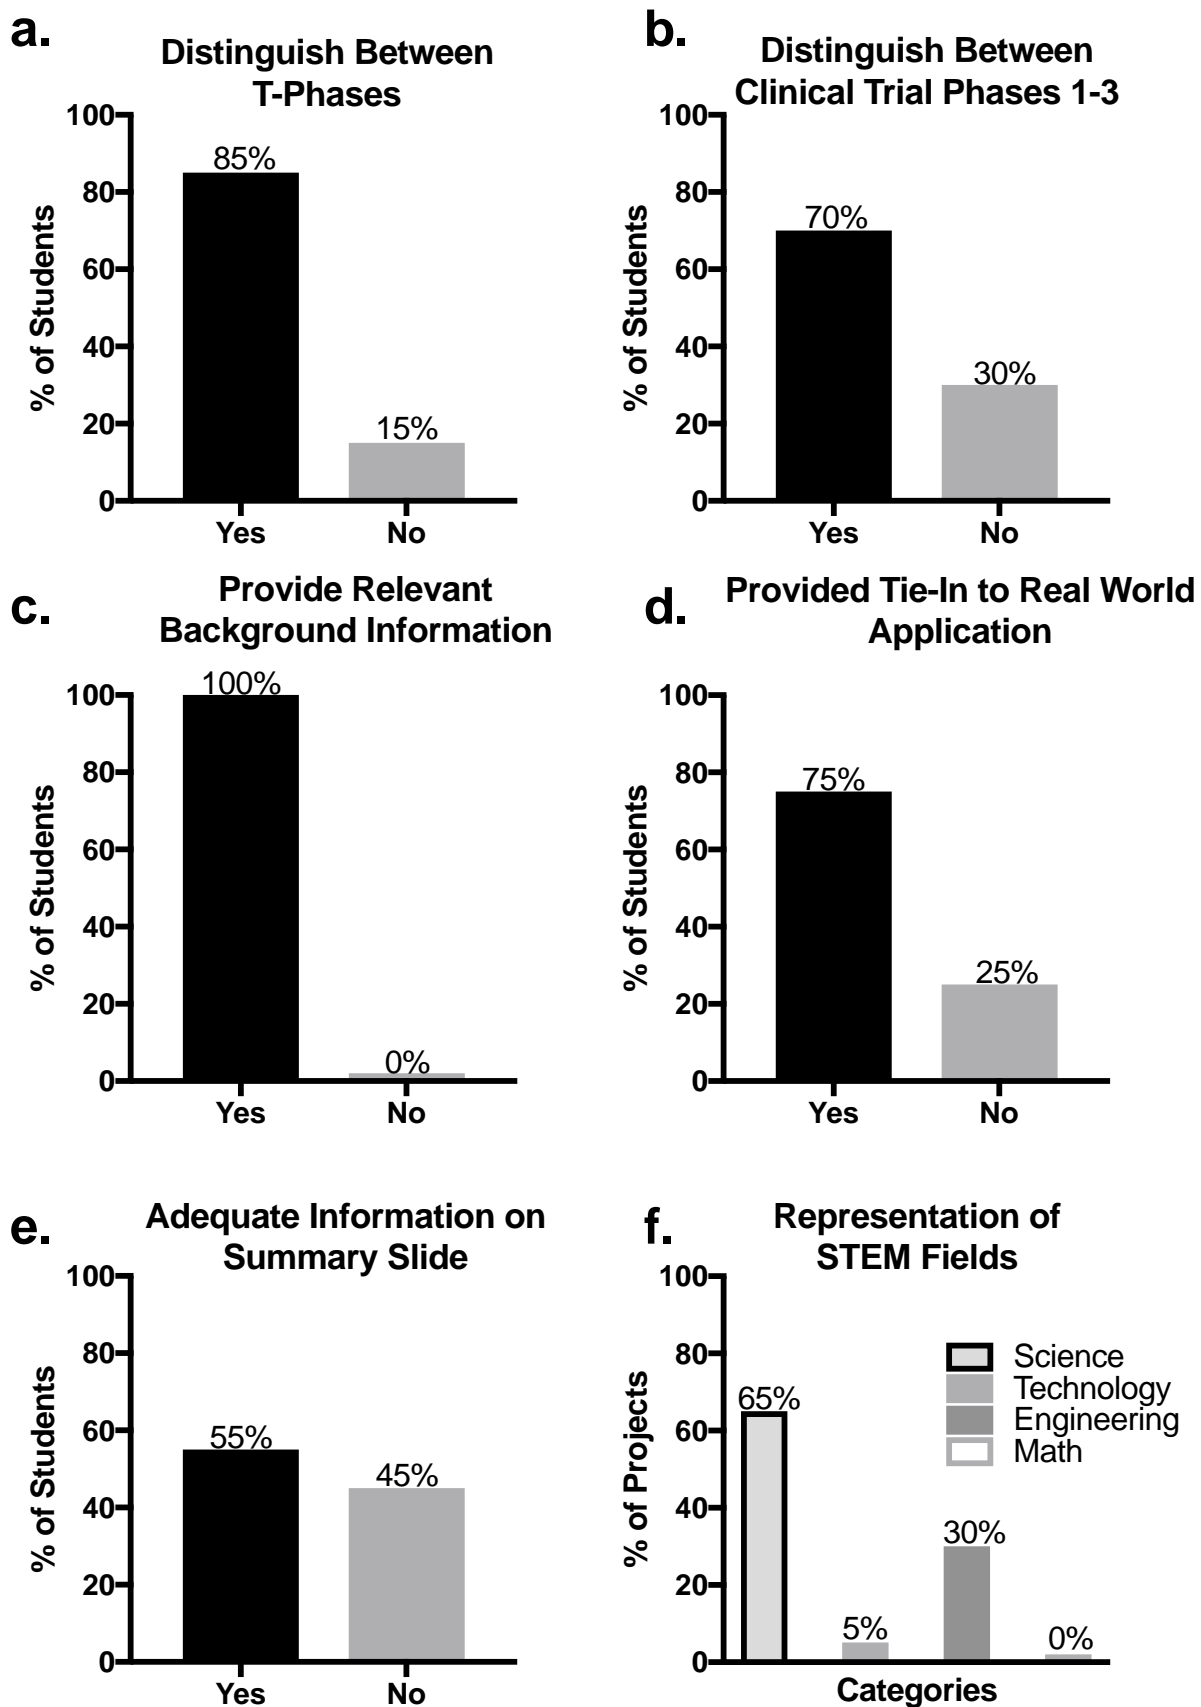 a.
Distinguish Between
T-Phases
100
80
60
40
20
0
% of Students
85%
15%
Yes
No
b.
Distinguish Between
Clinical Trial Phases 1-3
100
80
60
40
20
0
% of Students
70%
30%
Yes
No
c.
Provide Relevant
Background Information
100
80
60
40
20
0
% of Students
100%
0%
Yes
No
d.
Provided Tie-In to Real World
Application
100
80
60
40
20
0
% of Students
75%
25%
Yes
No
e.
Adequate Information on
Summary Slide
100
80
60
40
20
0
% of Students
55%
45%
Yes
No
f.
Representation of
STEM Fields
100
80
60
40
20
0
% of Projects
Science
Technology
Engineering
Math
65%
5%
30%
0%
Categories